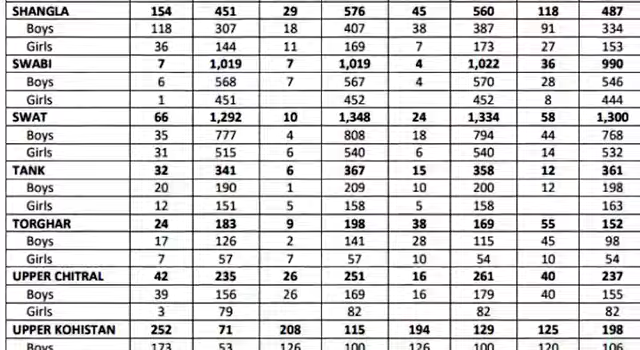 SHANGLA 154 451 29 576 45 560 118 487
Boys 118 307 18 407 38 387 91 334
Girls 36 144 11 169 7 173 27 153
SWABI 7 1,019 7 1,019 4 1,022 36 990
Boys 6 568 7 567 4 570 28 546
Girls 1 451 452 452 8 444
SWAT 66 1,292 10 1,348 24 1,334 58 1,300
Boys 35 777 4 808 18 794 44 768
Girls 31 515 6 540 6 540 14 532
TANK 32 341 6 367 15 358 12 361
Boys 20 190 1 209 10 200 12 198
Girls 12 151 5 158 5 158 163
TORGHAR 24 183 9 198 38 169 55 152
Boys 17 126 2 141 28 115 45 98
Girls 7 57 7 57 10 54 10 54
UPPER CHITRAL 42 235 26 251 16 261 40 237
Boys 39 156 26 169 16 179 40 155
Girls 3 79 82 82 82
UPPER KOHISTAN 252 71 208 115 194 129 125 198
Boys 173 53 126 100 126 100 120 106